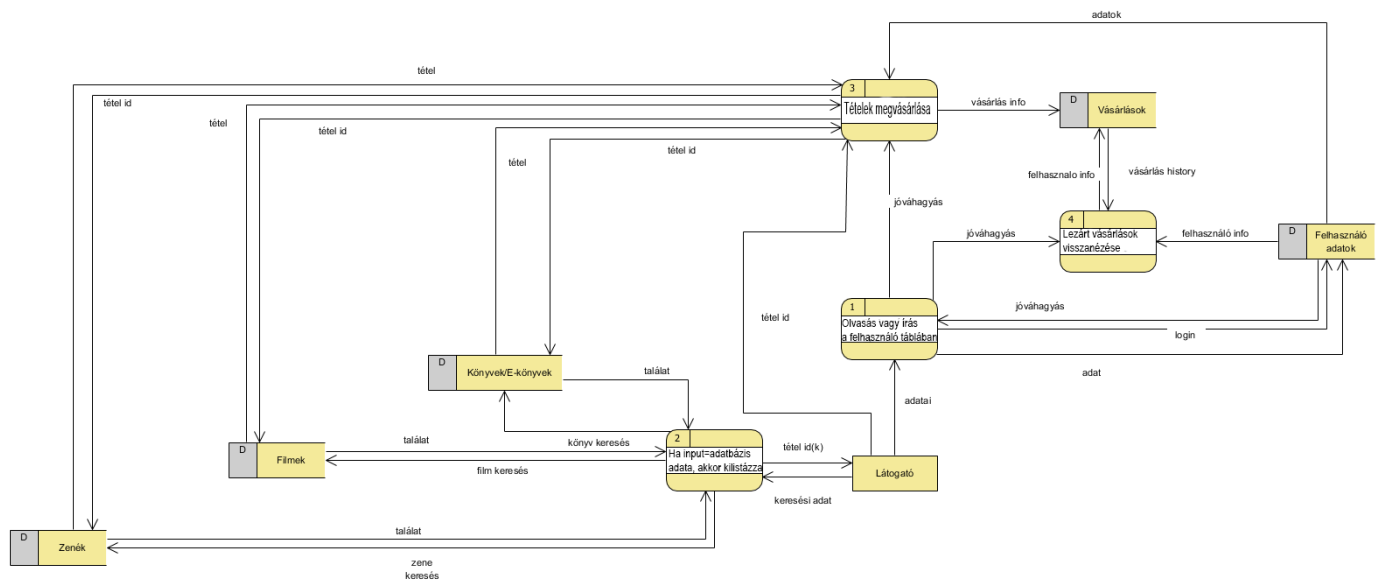 adatok
tétel
3
tétel id
D
vásárlás info
Vásárlások
Tételek megvásárlása
tétel
tétel id
tétel id
tétel
felhasznalo info
vásárlás history
jóváhagyás
4
jóváhagyás
Lezárt vásárlások
visszanézése
felhasználó info
D
Felhasználó
adatok
1
jóváhagyás
tétel id
Olvasás vagy írás
a felhasználó táblában
login
D
Könyvek/E-könyvek
találat
adat
adatai
2
találat
könyv keresés
D
Filmek
Ha input=adatbázis
adata, akkor kilistázza
tétel id(k)
film keresés
Látogató
keresési adat
D
Zenék
találat
zene
keresés